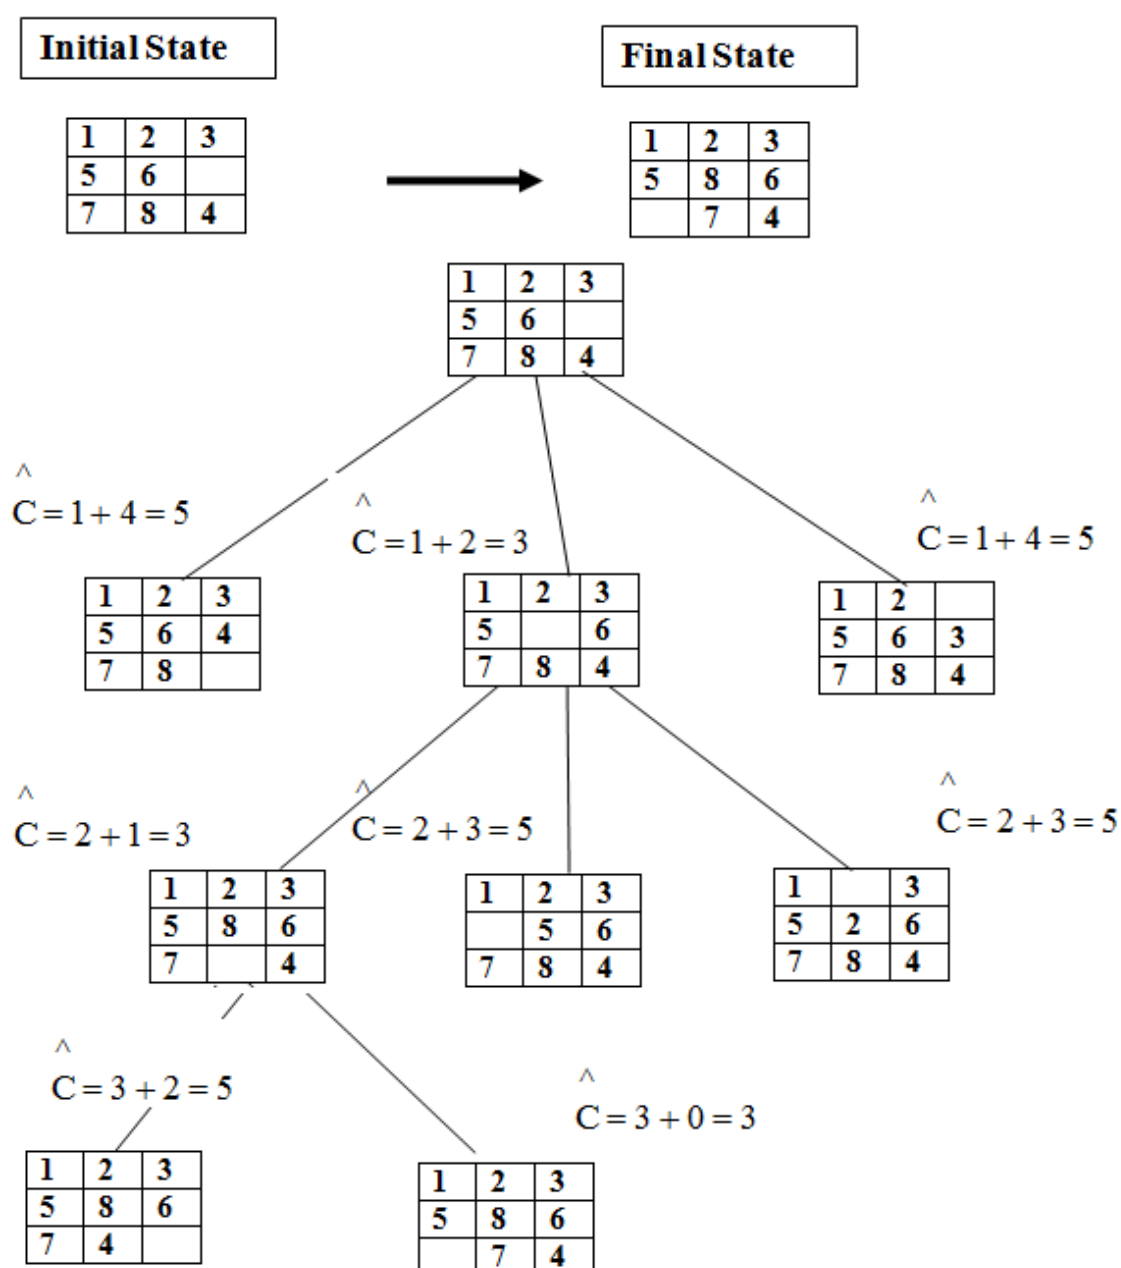 Initial State
Final State
1 2 3
5 6
7 8 4
1 2 3
5 8 6
7 4
1 2 3
5 6
7 8 4
^
C = 1 + 4 = 5
^
C = 1 + 2 = 3
^
C = 1 + 4 = 5
1 2 3
5 6 4
7 8
1 2 3
5 6
7 8 4
1 2
5 6 3
7 8 4
^
C = 2 + 1 = 3
^
C = 2 + 3 = 5
^
C = 2 + 3 = 5
1 2 3
5 8 6
7 4
1 2 3
5 6
7 8 4
1 3
5 2 6
7 8 4
^
C = 3 + 2 = 5
^
C = 3 + 0 = 3
1 2 3
5 8 6
7 4
1 2 3
5 8 6
7 4